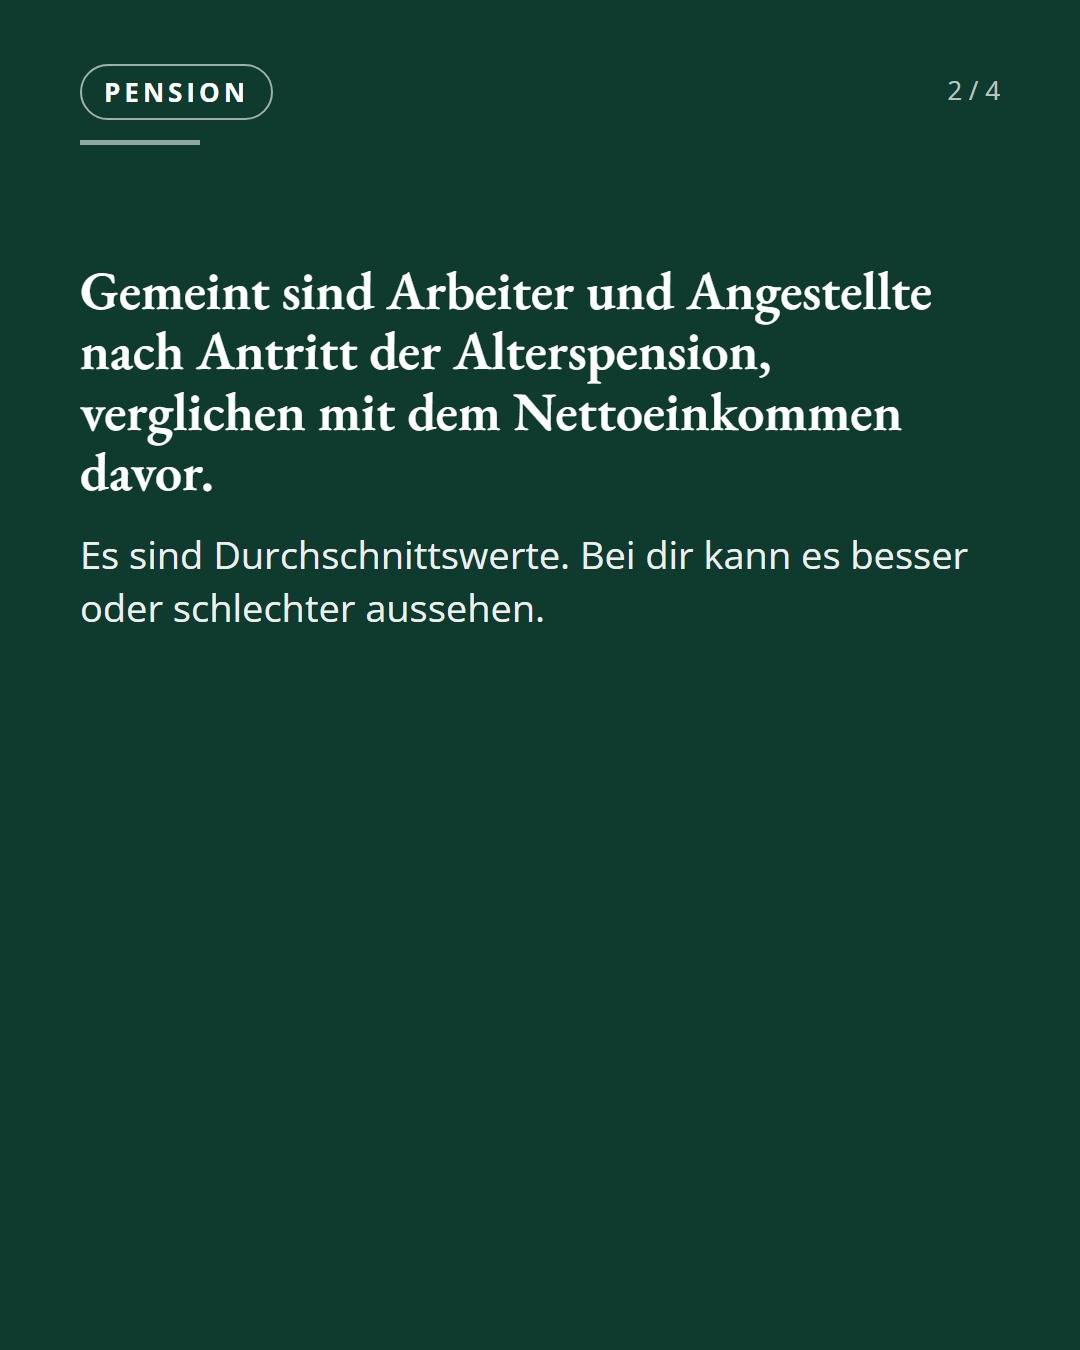 PENSION
2 / 4
Gemeint sind Arbeiter und Angestellte
nach Antritt der Alterspension,
verglichen mit dem Nettoeinkommen
davor.
Es sind Durchschnittswerte. Bei dir kann es besser
oder schlechter aussehen.